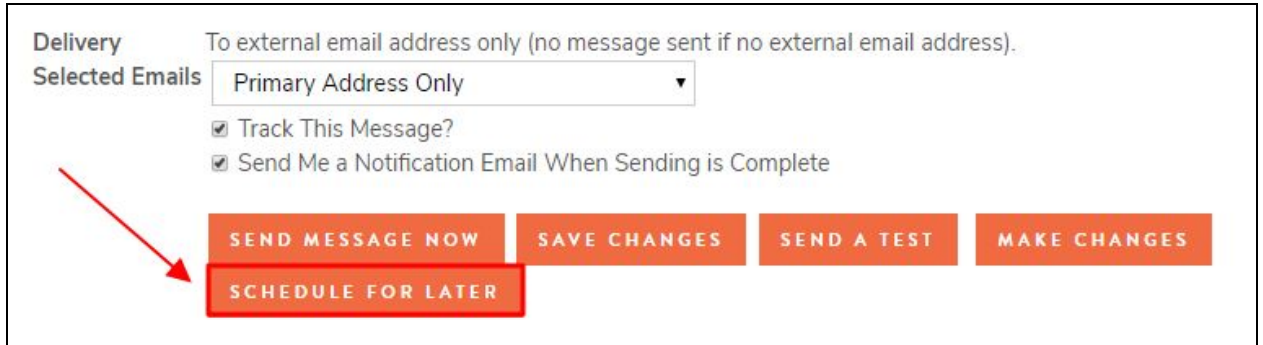 Delivery To external email address only (no message sent if no external email address).
Selected Emails Primary Address Only
Track This Message?
Send Me a Notification Email When Sending is Complete
SEND MESSAGE NOW SAVE CHANGES SEND A TEST MAKE CHANGES
SCHEDULE FOR LATER